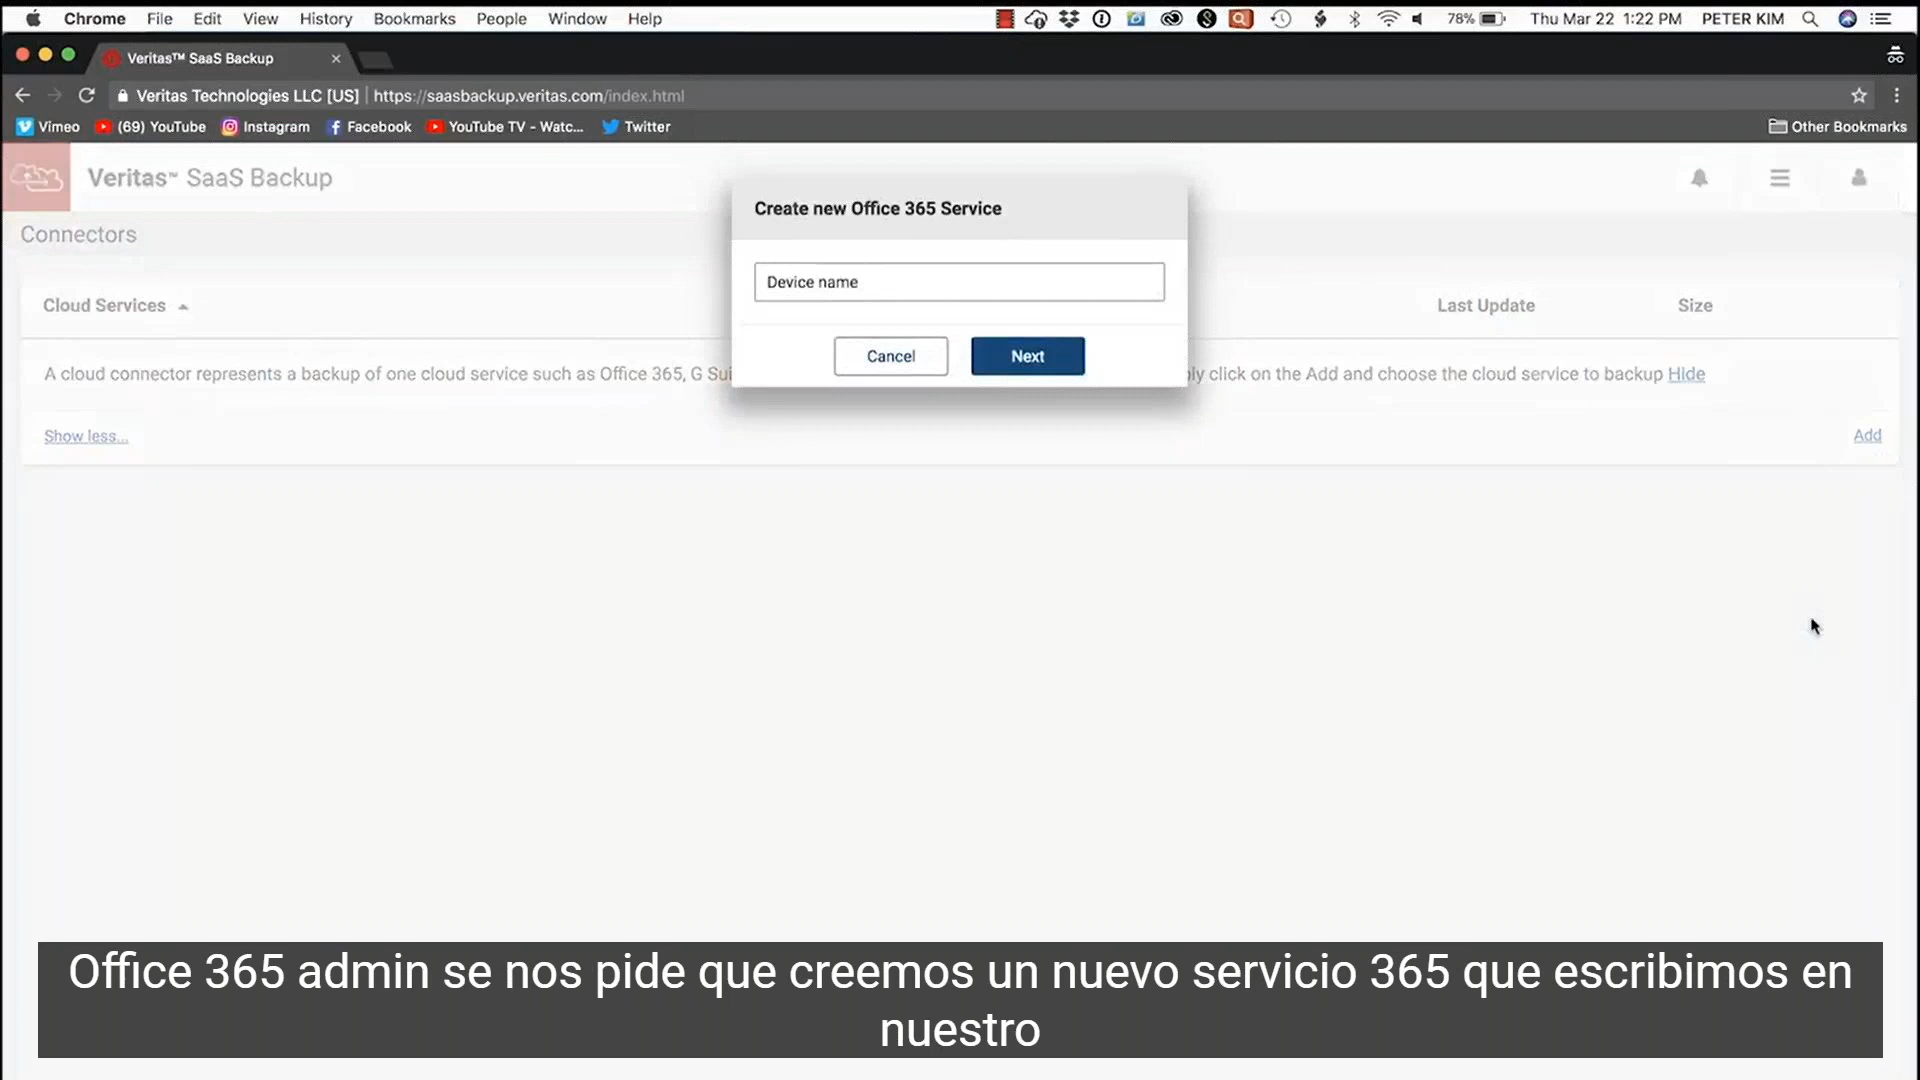 Chrome File Edit View History Bookmarks People Window Help 78% Thu Mar 22 1:22 PM PETER KIM
Veritas™ SaaS Backup
Veritas Technologies LLC [US] | https://saasbackup.veritas.com/index.html
Vimeo (69) YouTube Instagram Facebook YouTube TV - Watc... Twitter Other Bookmarks
Veritas™ SaaS Backup
Connectors
Create new Office 365 Service
Device name
Cancel Next
Cloud Services Last Update Size
A cloud connector represents a backup of one cloud service such as Office 365, G Sui ly click on the Add and choose the cloud service to backup Hide
Show less... Add
Office 365 admin se nos pide que creemos un nuevo servicio 365 que escribimos en
nuestro